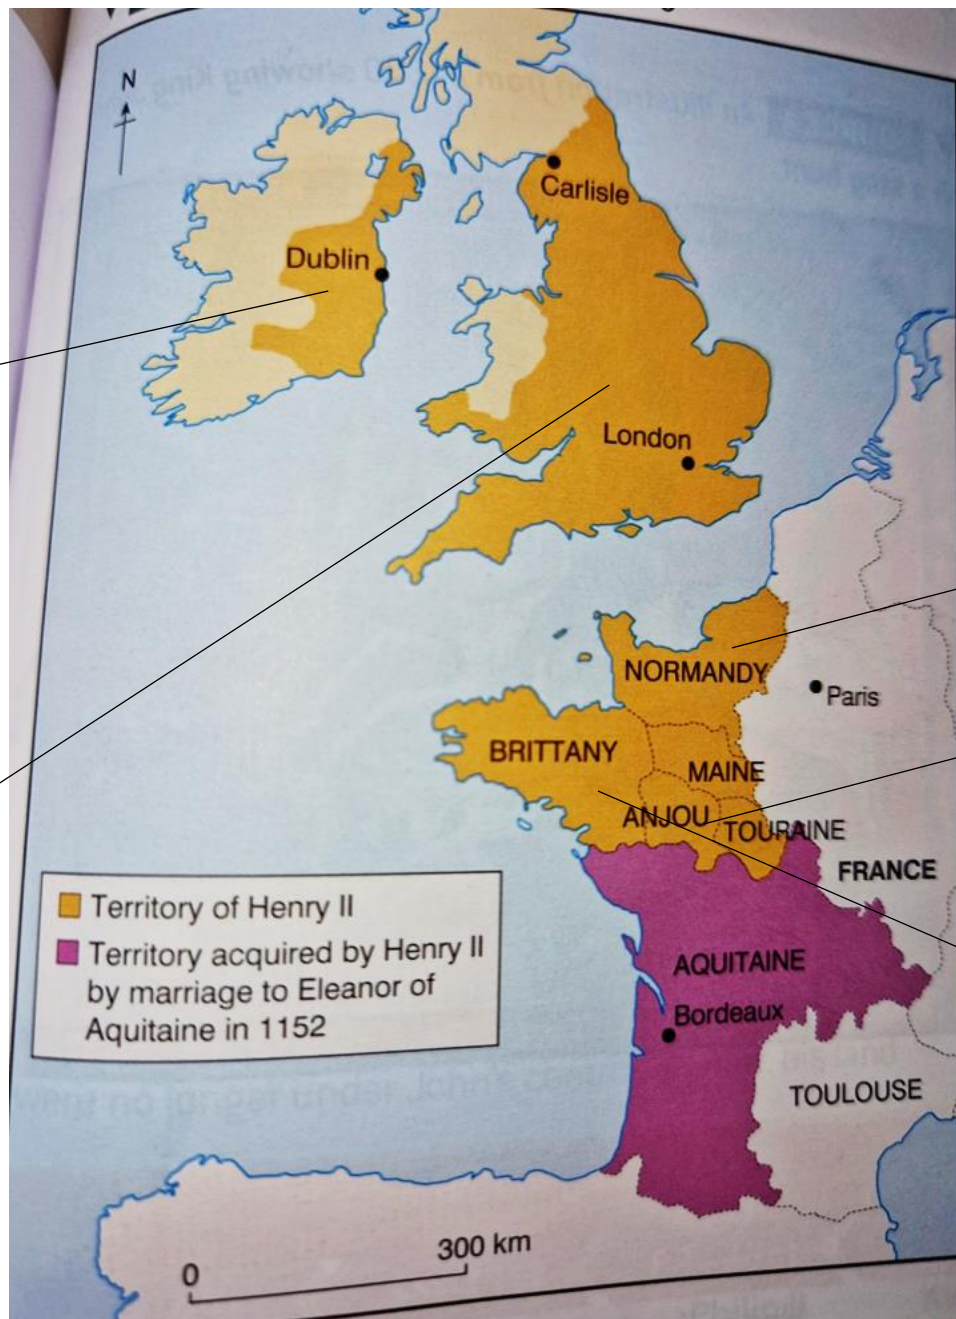 N
Carlisle
Dublin
London
NORMANDY
Paris
BRITTANY
MAINE
ANJOU
TOURAINE
FRANCE
Territory of Henry II
Territory acquired by Henry II
by marriage to Eleanor of
Aquitaine in 1152
AQUITAINE
Bordeaux
TOULOUSE
0
300 km